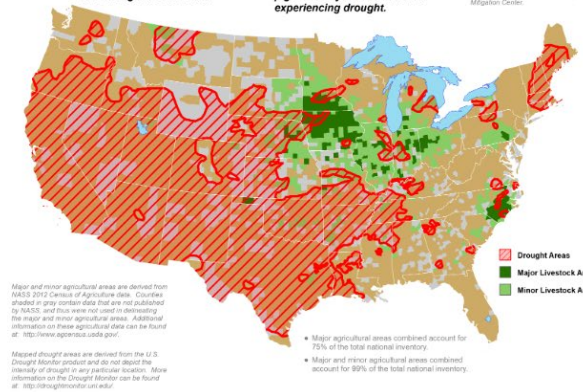 experiencing drought.
Mitigation Center.
Drought Areas
Major Livestock A
Minor Livestock A
Major and minor agricultural areas are derived from
NASS 2012 Census of Agriculture data. Counties
shaded in gray contain data that are not published
by NASS, and thus were not used in delineating
the major and minor agricultural areas. Additional
information on these agricultural data can be found
at: http://www.agcensus.usda.gov/.
Mapped drought areas are derived from the U.S.
Drought Monitor product and do not depict the
intensity of drought in any particular location. More
information on the Drought Monitor can be found
at: http://droughtmonitor.unl.edu/.
• Major agricultural areas combined account for
75% of the total national inventory.
• Major and minor agricultural areas combined
account for 99% of the total national inventory.